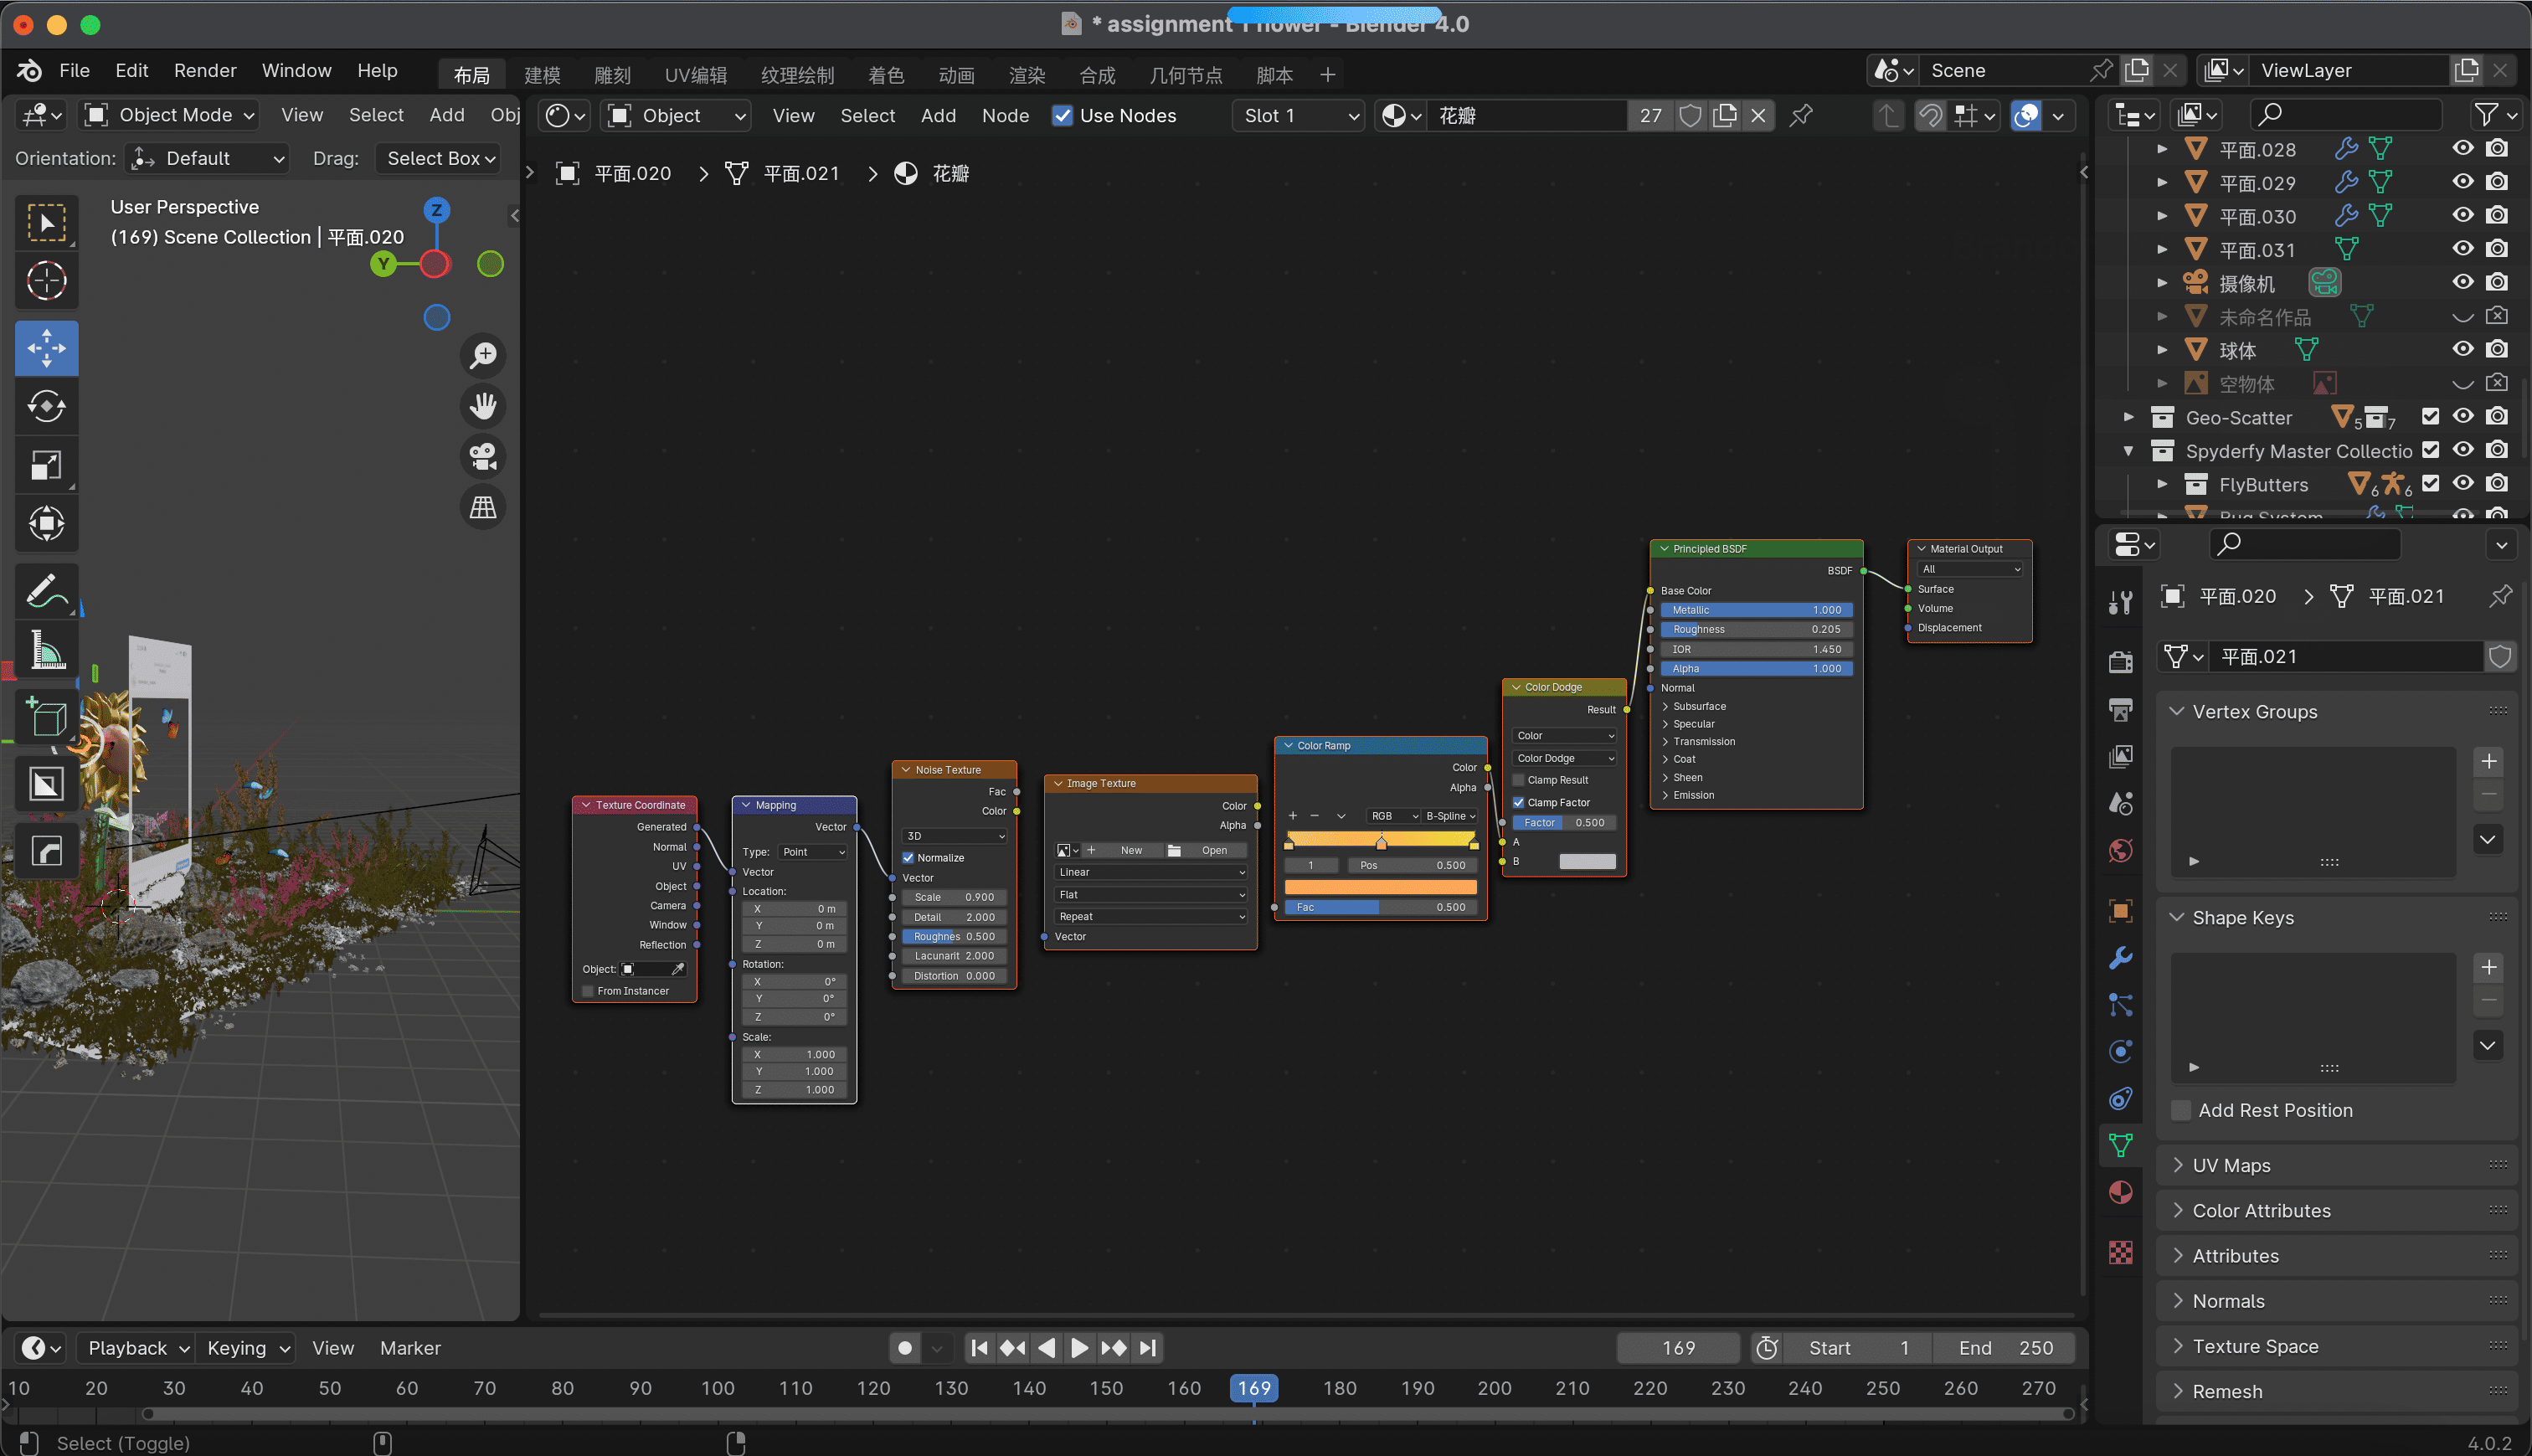 * assignment 1 flower - Blender 4.0
File Edit Render Window Help 布局 建模 雕刻 UV编辑 纹理绘制 着色 动画 渲染 合成 几何节点 脚本 + Scene ViewLayer
Object Mode View Select Add Obj
Orientation: Default Drag: Select Box
User Perspective
(169) Scene Collection | 平面.020
Z
Y
Object View Select Add Node Use Nodes Slot 1 花瓣 27
平面.020 > 平面.021 > 花瓣
Texture Coordinate
Generated
Normal
UV
Object
Camera
Window
Reflection
Object:
From Instancer
Mapping
Vector
Type: Point
Vector
Location:
X 0 m
Y 0 m
Z 0 m
Rotation:
X 0°
Y 0°
Z 0°
Scale:
X 1.000
Y 1.000
Z 1.000
Noise Texture
Fac
Color
3D
Normalize
Vector
Scale 0.900
Detail 2.000
Roughnes 0.500
Lacunarit 2.000
Distortion 0.000
Image Texture
Color
Alpha
+ New Open
Linear
Flat
Repeat
Vector
Color Ramp
Color
Alpha
+ − RGB B-Spline
1 Pos 0.500
Fac 0.500
Color Dodge
Result
Color
Color Dodge
Clamp Result
Clamp Factor
Factor 0.500
A
B
Principled BSDF
BSDF
Base Color
Metallic 1.000
Roughness 0.205
IOR 1.450
Alpha 1.000
Normal
Subsurface
Specular
Transmission
Coat
Sheen
Emission
Material Output
All
Surface
Volume
Displacement
平面.028
平面.029
平面.030
平面.031
摄像机
未命名作品
球体
空物体
Geo-Scatter 5 7
Spyderfy Master Collectio
FlyButters 6 6
Bug System
平面.020 > 平面.021
平面.021
Vertex Groups
Shape Keys
Add Rest Position
UV Maps
Color Attributes
Attributes
Normals
Texture Space
Remesh
Playback Keying View Marker 169 Start 1 End 250
10 20 30 40 50 60 70 80 90 100 110 120 130 140 150 160 169 180 190 200 210 220 230 240 250 260 270
Select (Toggle) 4.0.2